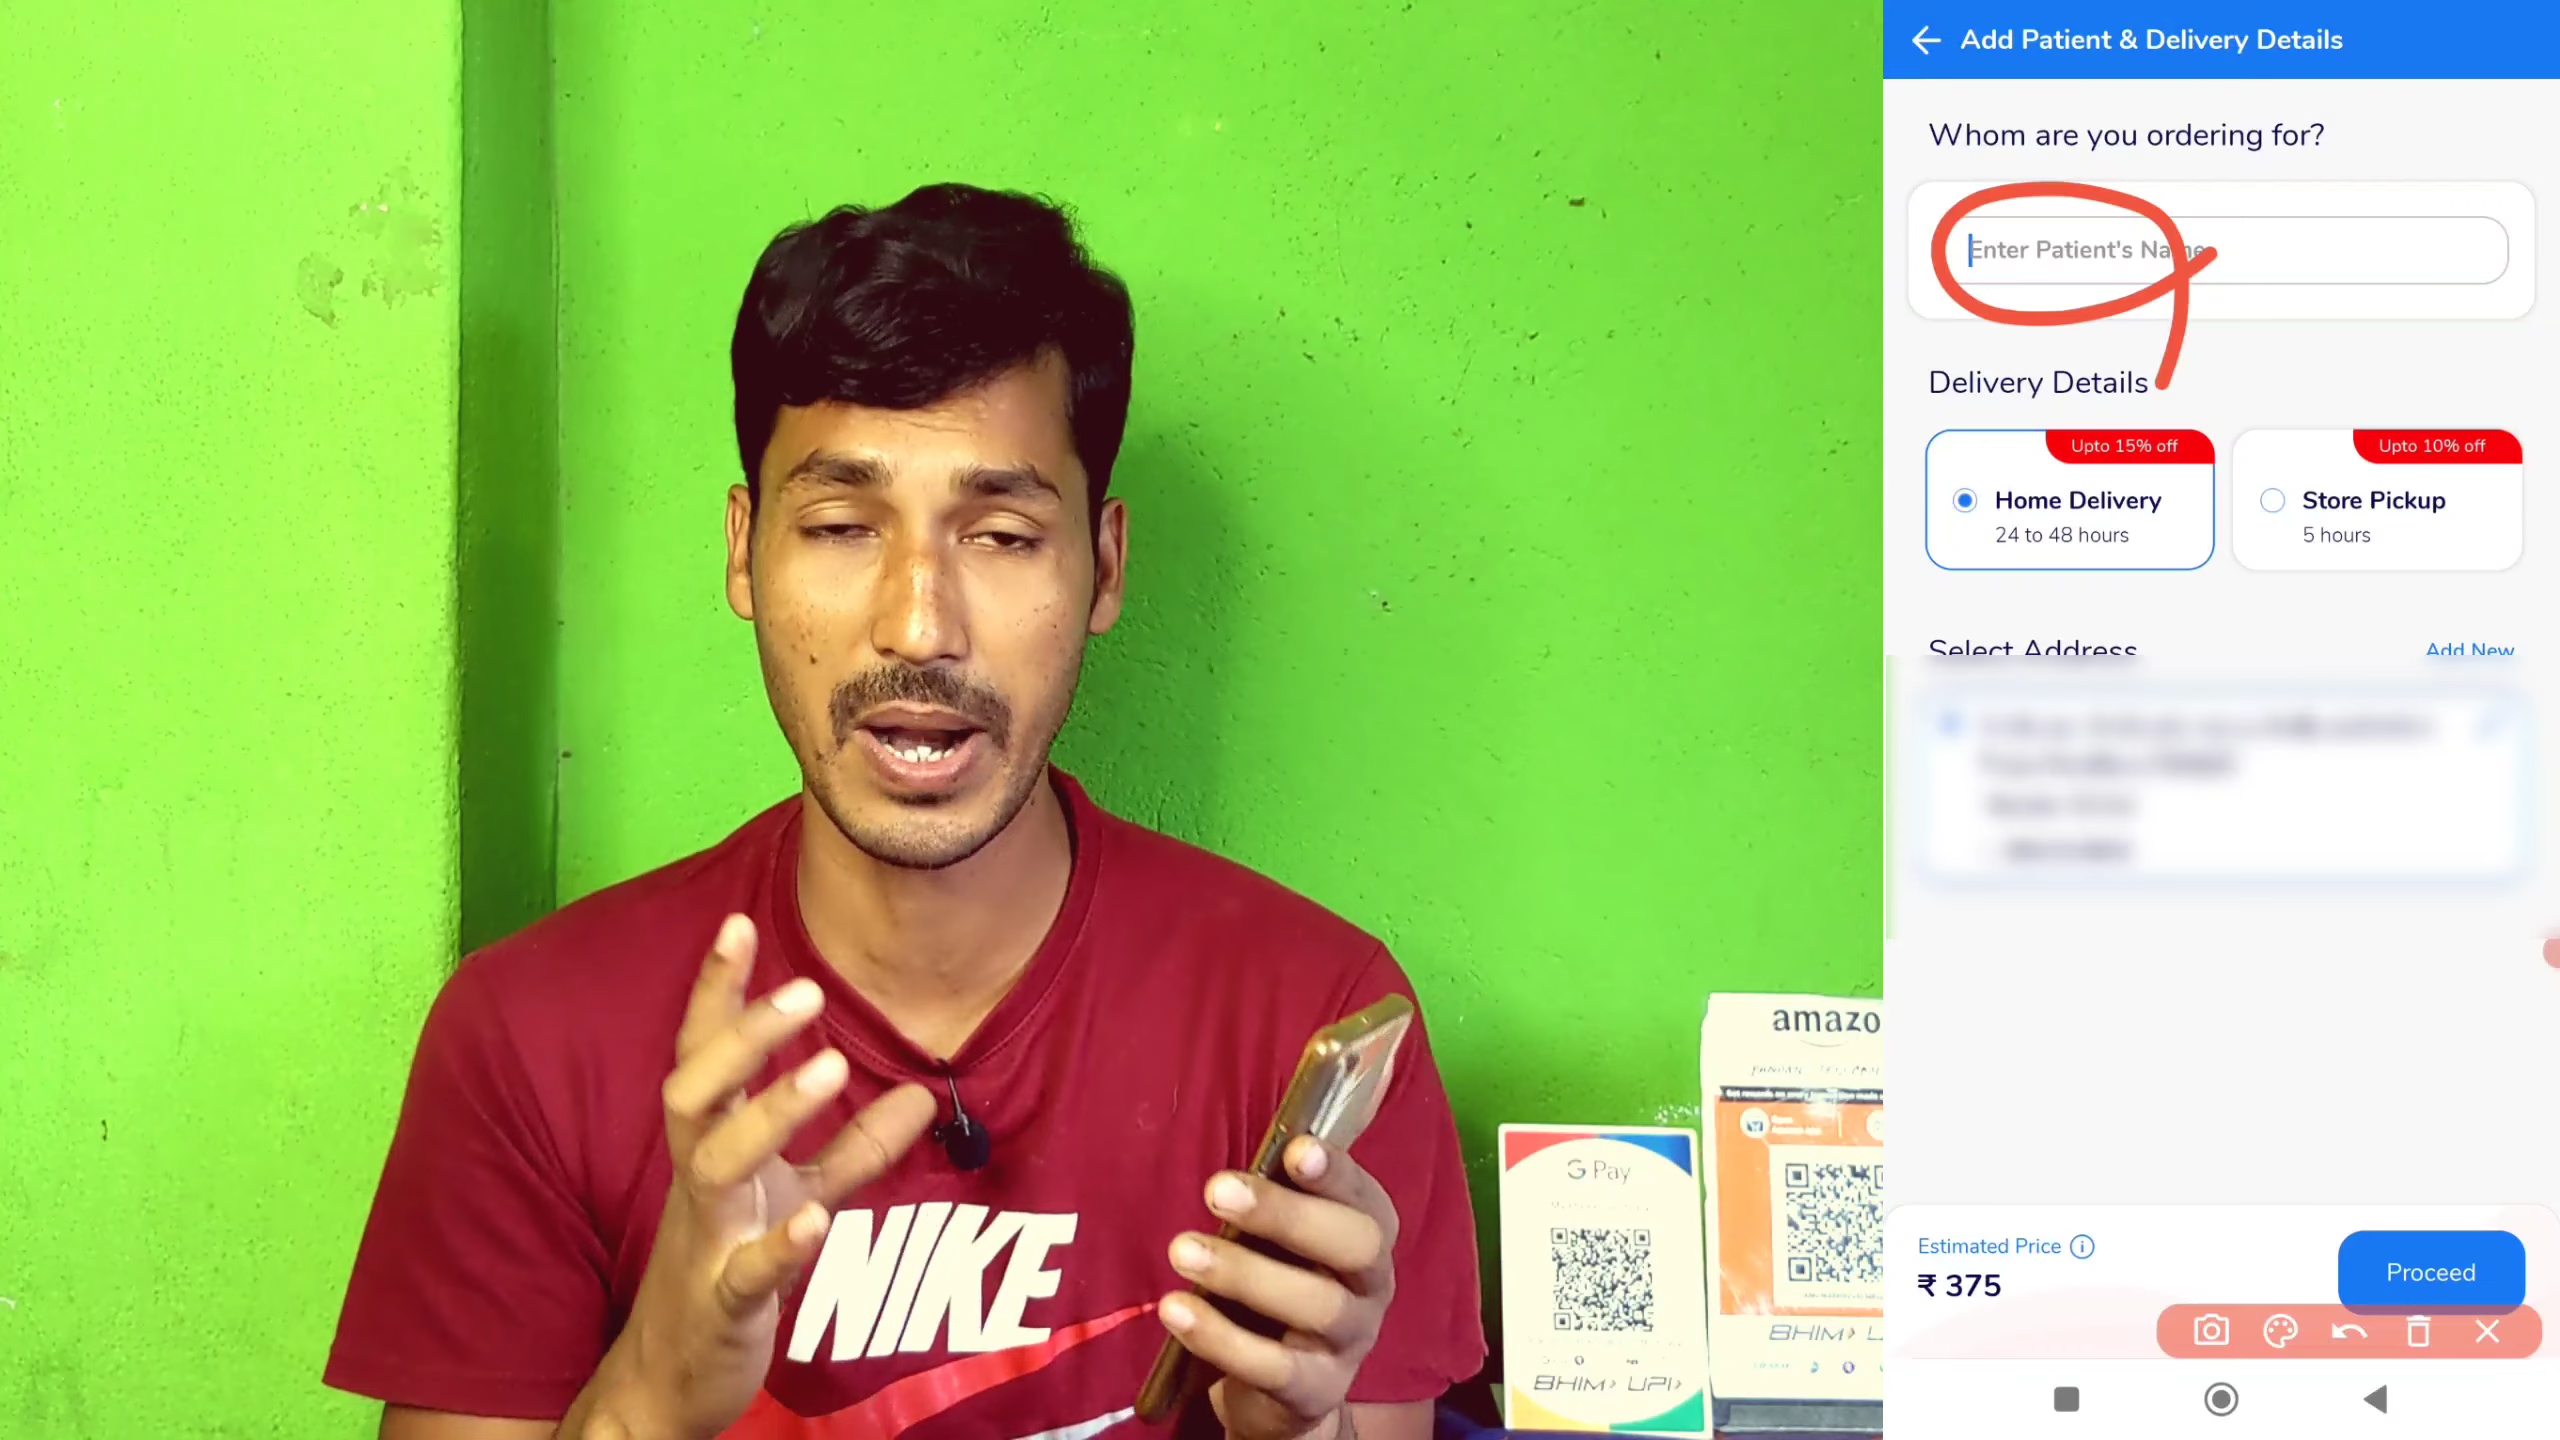 Add Patient & Delivery Details
Whom are you ordering for?
Enter Patient's Name
Delivery Details
Upto 15% off
Home Delivery
24 to 48 hours
Upto 10% off
Store Pickup
5 hours
Select Address
Add New
Estimated Price
₹ 375
Proceed
NIKE
G Pay
BHIM UPI
amazo
BHIM U